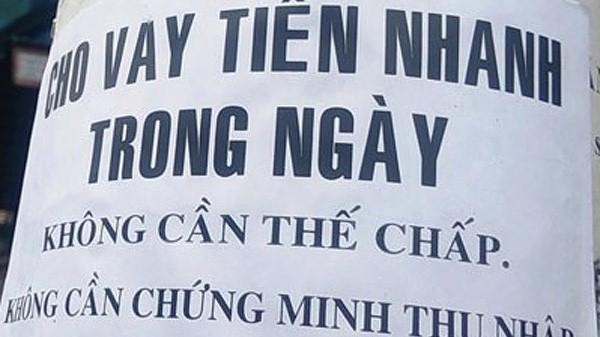 CHO VAY TIỀN NHANH
TRONG NGÀY
KHÔNG CẦN THẾ CHẤP.
KHÔNG CẦN CHỨNG MINH THU NHẬP